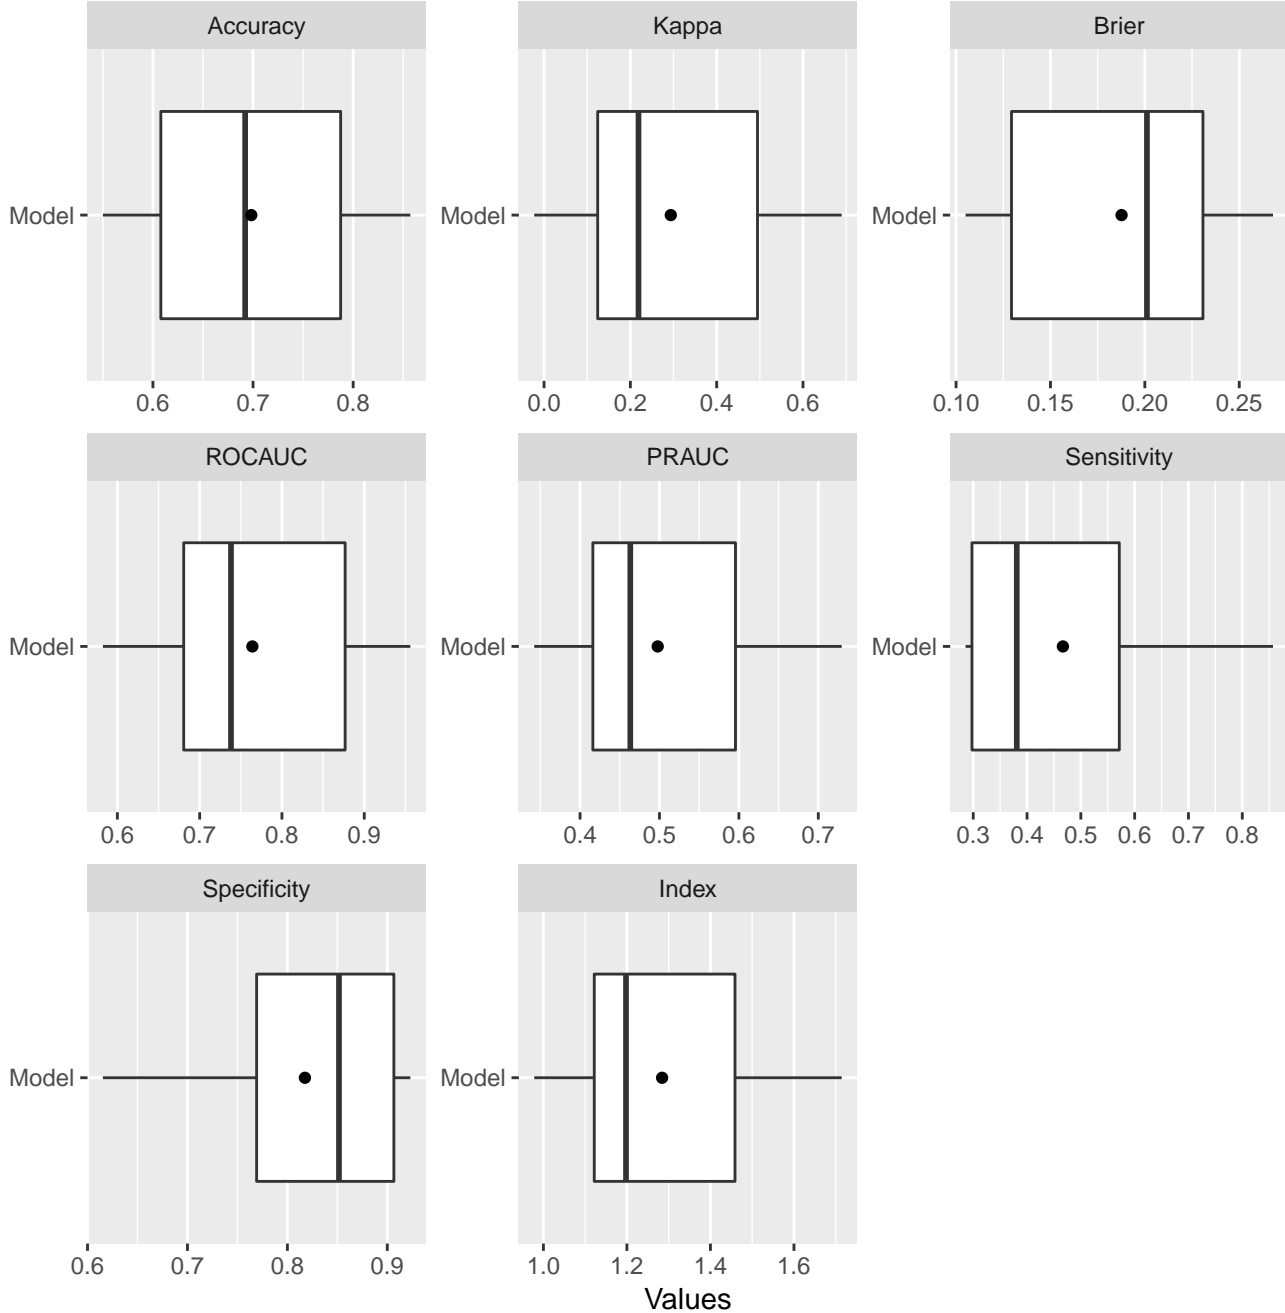 Accuracy Kappa Brier
Model Model Model
0.6 0.7 0.8 0.0 0.2 0.4 0.6 0.10 0.15 0.20 0.25
ROCAUC PRAUC Sensitivity
Model Model Model
0.6 0.7 0.8 0.9 0.4 0.5 0.6 0.7 0.3 0.4 0.5 0.6 0.7 0.8
Specificity Index
Model Model
0.6 0.7 0.8 0.9 1.0 1.2 1.4 1.6
Values